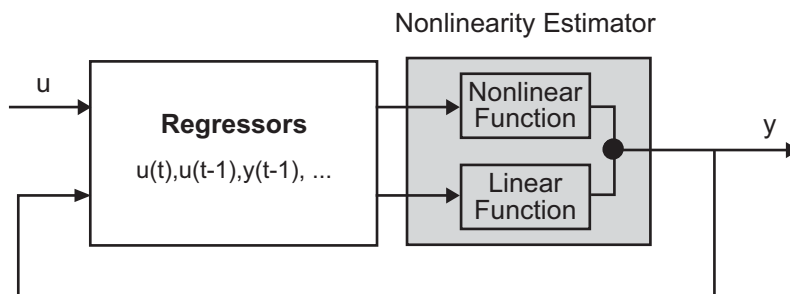 Nonlinearity Estimator
u
Regressors
u(t),u(t-1),y(t-1), ...
Nonlinear
Function
Linear
Function
y